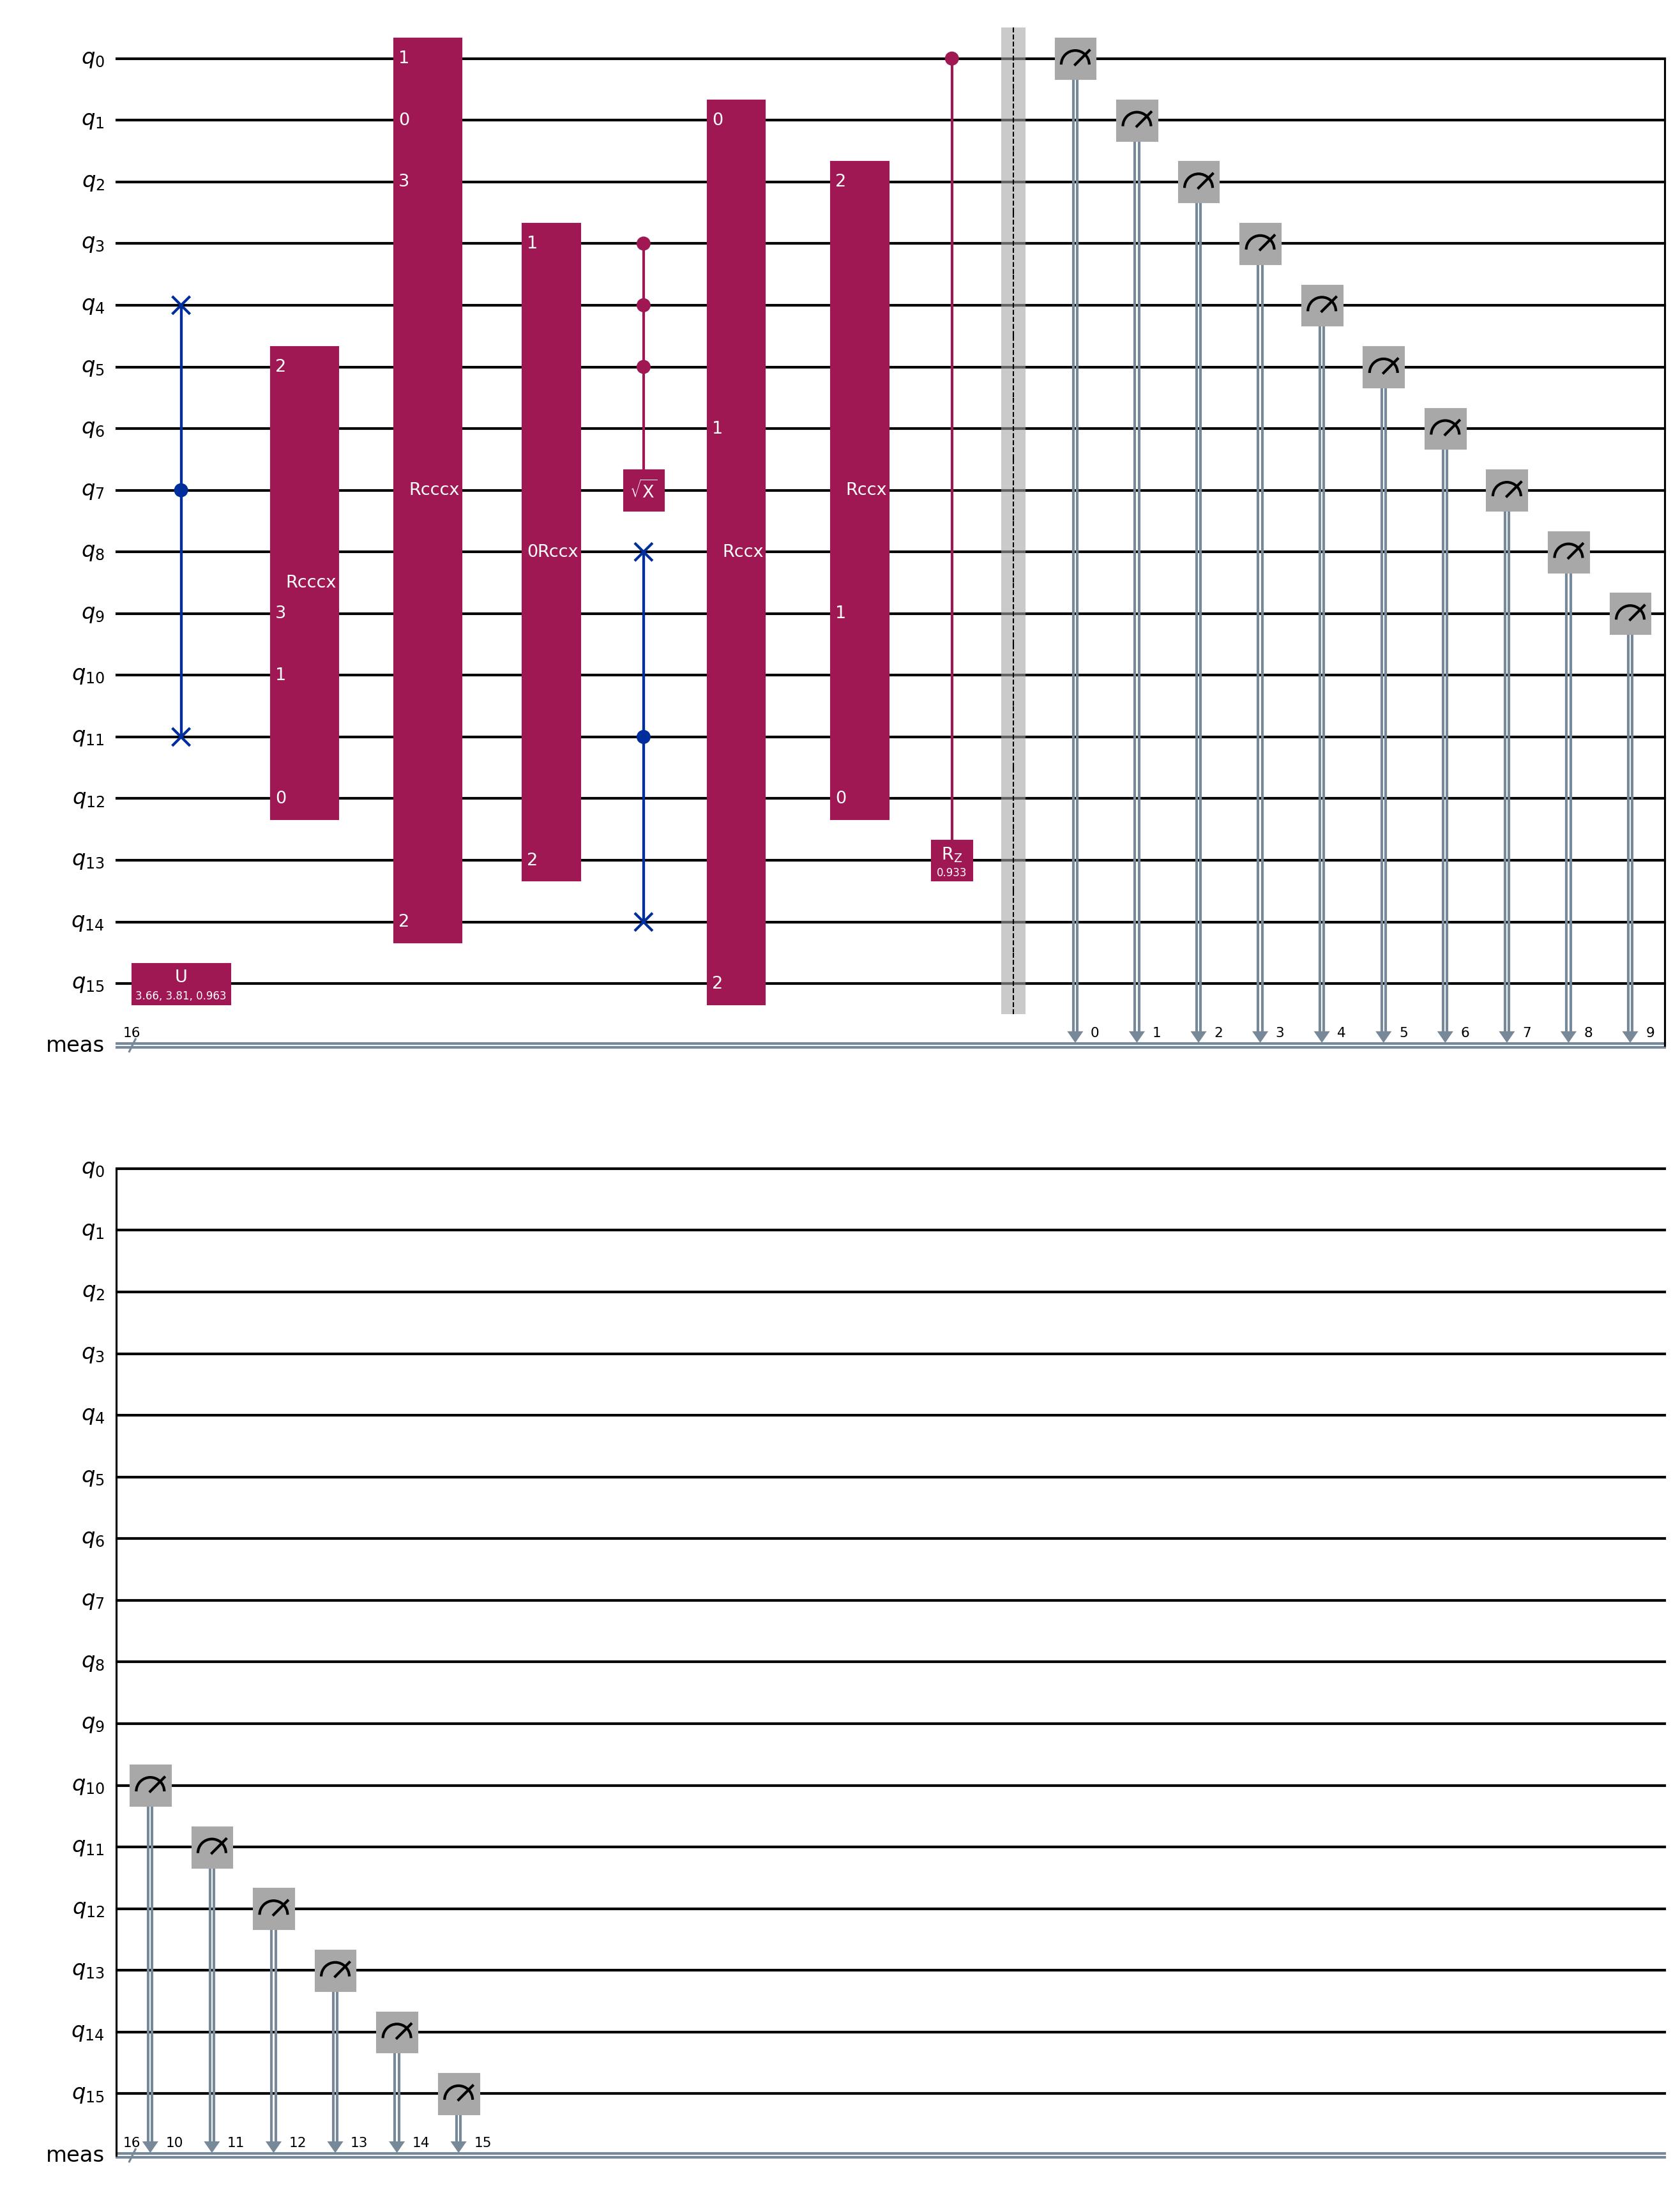 q0 1
q1 0 0
q2 3 2
q3 1
q4
q5 2
q6 1
q7 Rcccx √X Rccx
q8 0Rccx Rccx
Rcccx
q9 3 1
q10 1
q11
q12 0 0
q13 2 RZ
0.933
q14 2
q15 U 2
3.66, 3.81, 0.963
meas 16 0 1 2 3 4 5 6 7 8 9
q0
q1
q2
q3
q4
q5
q6
q7
q8
q9
q10
q11
q12
q13
q14
q15
meas 16 10 11 12 13 14 15